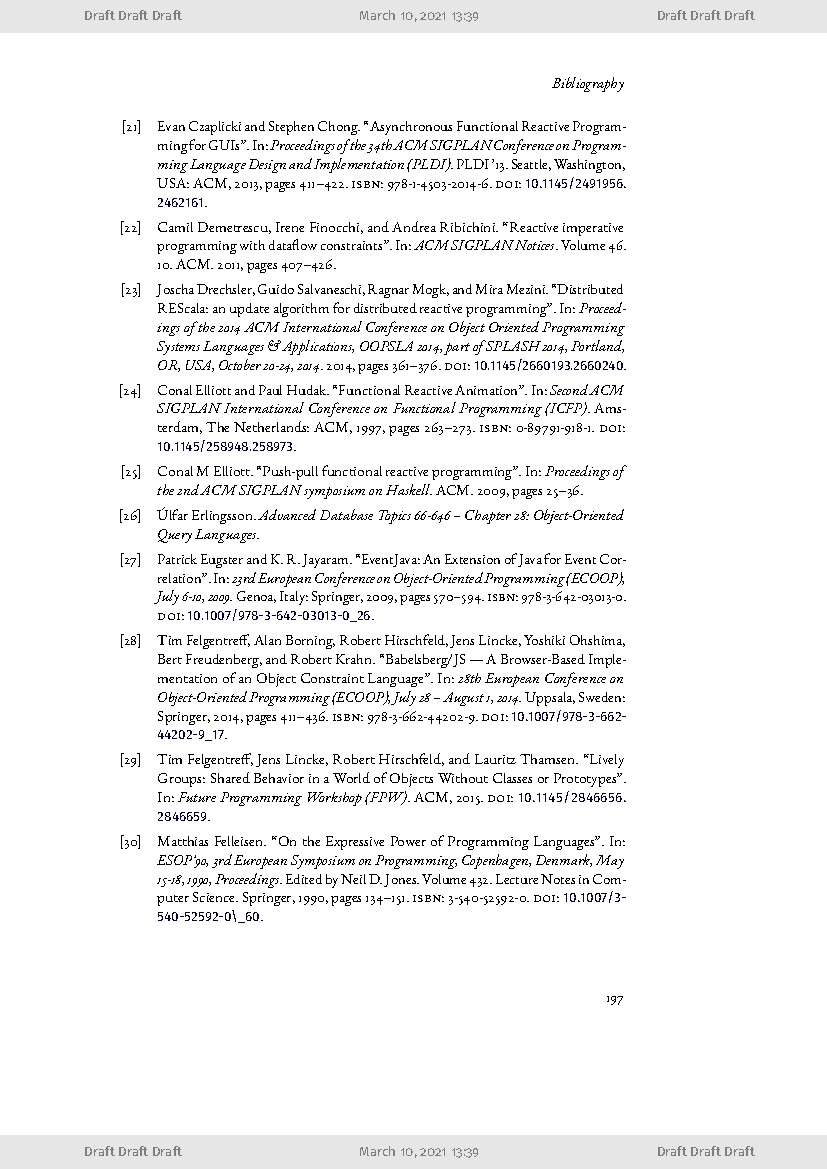 Draft Draft Draft March 10, 2021 13:39 Draft Draft Draft
Bibliography
[21] Evan Czaplicki and Stephen Chong. “Asynchronous Functional Reactive Program-
ming for GUIs”. In: Proceedings of the 34th ACM SIGPLAN Conference on Program-
ming Language Design and Implementation (PLDI). PLDI ’13. Seattle, Washington,
USA: ACM, 2013, pages 411–422. ISBN: 978-1-4503-2014-6. DOI: 10.1145/2491956.
2462161.
[22] Camil Demetrescu, Irene Finocchi, and Andrea Ribichini. “Reactive imperative
programming with dataflow constraints”. In: ACM SIGPLAN Notices. Volume 46.
10. ACM. 2011, pages 407–426.
[23] Joscha Drechsler, Guido Salvaneschi, Ragnar Mogk, and Mira Mezini. “Distributed
REScala: an update algorithm for distributed reactive programming”. In: Proceed-
ings of the 2014 ACM International Conference on Object Oriented Programming
Systems Languages & Applications, OOPSLA 2014, part of SPLASH 2014, Portland,
OR, USA, October 20-24, 2014. 2014, pages 361–376. DOI: 10.1145/2660193.2660240.
[24] Conal Elliott and Paul Hudak. “Functional Reactive Animation”. In: Second ACM
SIGPLAN International Conference on Functional Programming (ICFP). Ams-
terdam, The Netherlands: ACM, 1997, pages 263–273. ISBN: 0-89791-918-1. DOI:
10.1145/258948.258973.
[25] Conal M Elliott. “Push-pull functional reactive programming”. In: Proceedings of
the 2nd ACM SIGPLAN symposium on Haskell. ACM. 2009, pages 25–36.
[26] Úlfar Erlingsson. Advanced Database Topics 66-646 – Chapter 28: Object-Oriented
Query Languages.
[27] Patrick Eugster and K. R. Jayaram. “EventJava: An Extension of Java for Event Cor-
relation”. In: 23rd European Conference on Object-Oriented Programming (ECOOP),
July 6-10, 2009. Genoa, Italy: Springer, 2009, pages 570–594. ISBN: 978-3-642-03013-0.
DOI: 10.1007/978-3-642-03013-0_26.
[28] Tim Felgentreff, Alan Borning, Robert Hirschfeld, Jens Lincke, Yoshiki Ohshima,
Bert Freudenberg, and Robert Krahn. “Babelsberg/JS — A Browser-Based Imple-
mentation of an Object Constraint Language”. In: 28th European Conference on
Object-Oriented Programming (ECOOP), July 28 – August 1, 2014. Uppsala, Sweden:
Springer, 2014, pages 411–436. ISBN: 978-3-662-44202-9. DOI: 10.1007/978-3-662-
44202-9_17.
[29] Tim Felgentreff, Jens Lincke, Robert Hirschfeld, and Lauritz Thamsen. “Lively
Groups: Shared Behavior in a World of Objects Without Classes or Prototypes”.
In: Future Programming Workshop (FPW). ACM, 2015. DOI: 10.1145/2846656.
2846659.
[30] Matthias Felleisen. “On the Expressive Power of Programming Languages”. In:
ESOP’90, 3rd European Symposium on Programming, Copenhagen, Denmark, May
15-18, 1990, Proceedings. Edited by Neil D. Jones. Volume 432. Lecture Notes in Com-
puter Science. Springer, 1990, pages 134–151. ISBN: 3-540-52592-0. DOI: 10.1007/3-
540-52592-0\_60.
197
Draft Draft Draft March 10, 2021 13:39 Draft Draft Draft